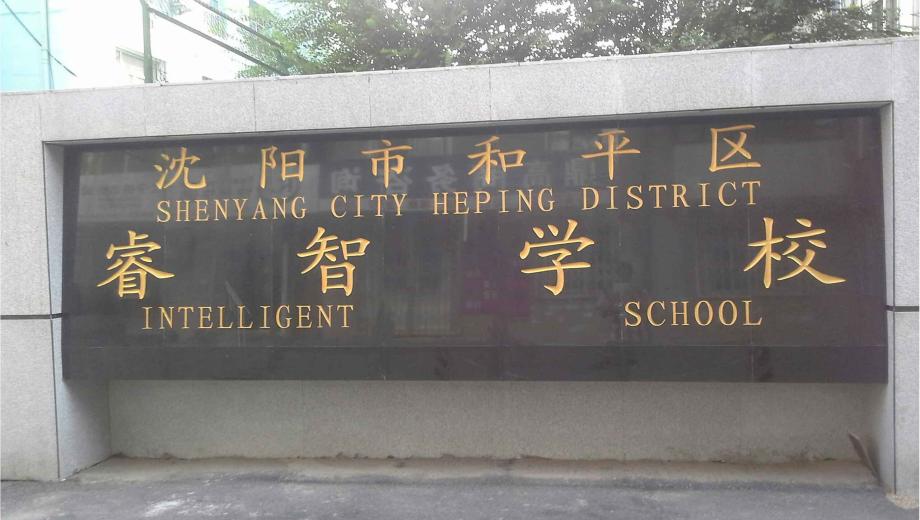 沈阳市和平区
SHENYANG CITY HEPING DISTRICT
睿智学校
INTELLIGENT SCHOOL